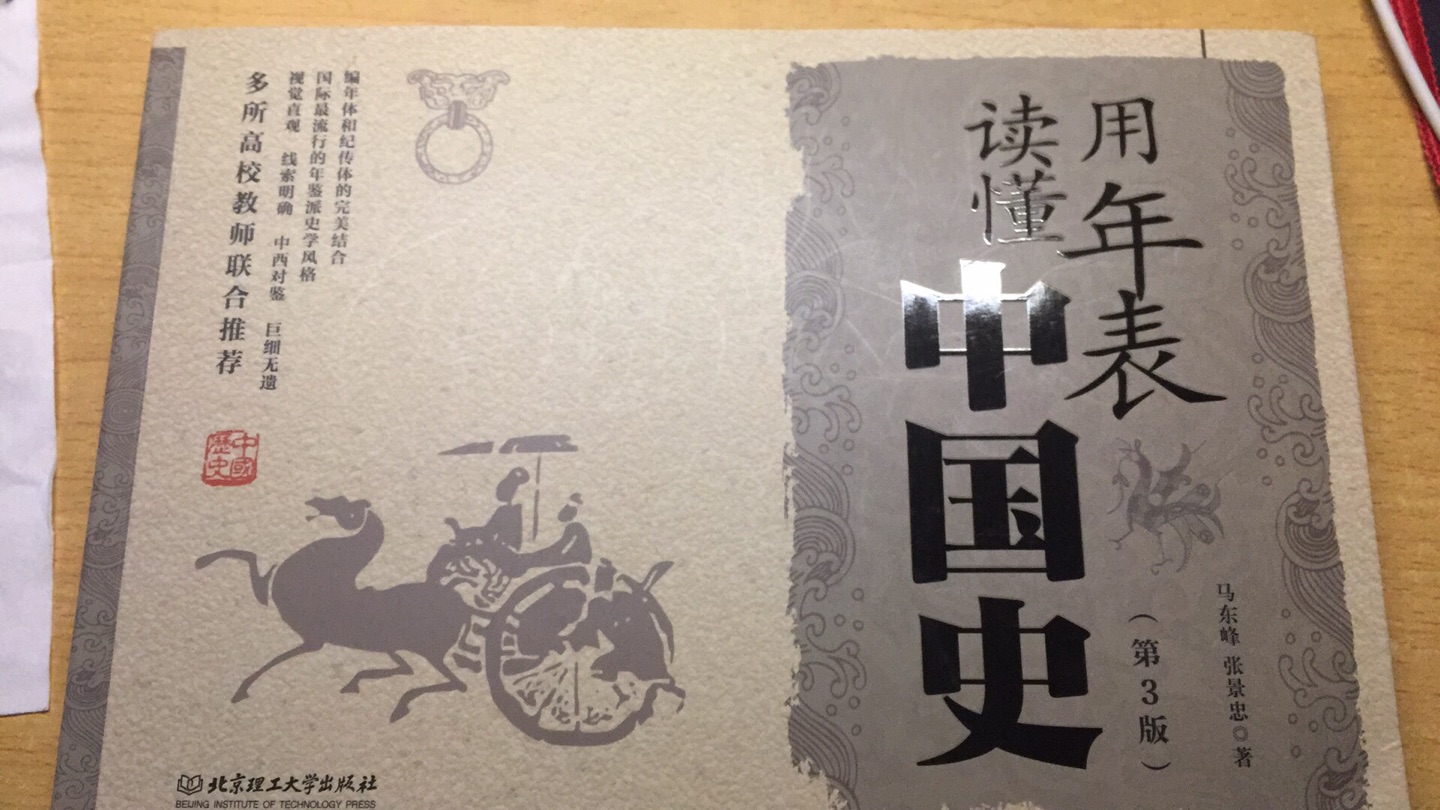 用年表
读懂
中国史
（第3版）
马东峰 张景忠◎著
编年体和纪传体的完美结合
国际最流行的年鉴派史学风格
视觉直观 线索明确 中西对鉴 巨细无遗
多所高校教师联合推荐
中國
歷史
北京理工大学出版社
BEIJING INSTITUTE OF TECHNOLOGY PRESS